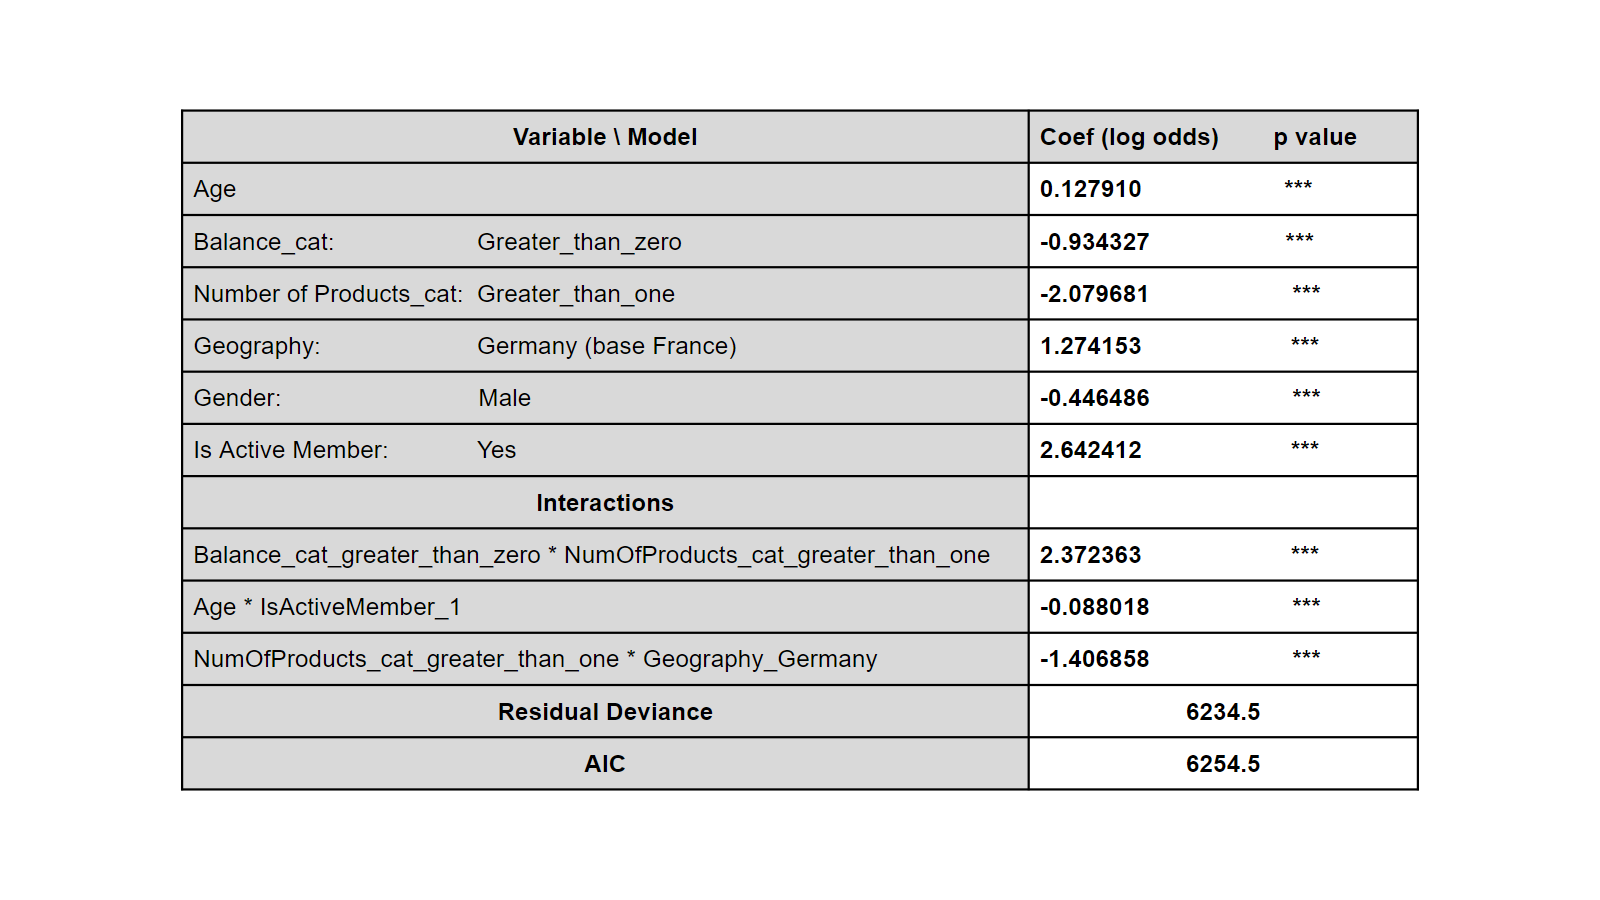 Variable \ Model Coef (log odds) p value
Age 0.127910 ***
Balance_cat: Greater_than_zero -0.934327 ***
Number of Products_cat: Greater_than_one -2.079681 ***
Geography: Germany (base France) 1.274153 ***
Gender: Male -0.446486 ***
Is Active Member: Yes 2.642412 ***
Interactions
Balance_cat_greater_than_zero * NumOfProducts_cat_greater_than_one 2.372363 ***
Age * IsActiveMember_1 -0.088018 ***
NumOfProducts_cat_greater_than_one * Geography_Germany -1.406858 ***
Residual Deviance 6234.5
AIC 6254.5